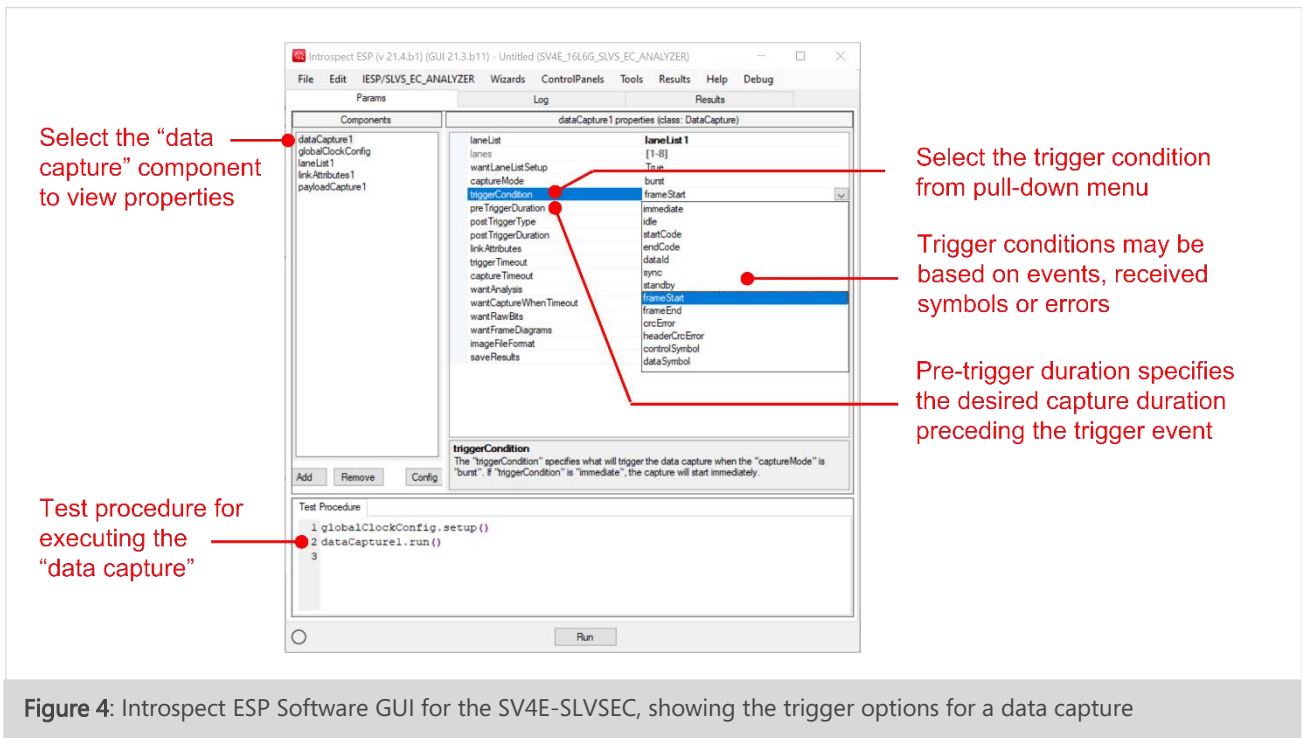 Introspect ESP (v 21.4.b1) (GUI 21.3.b11) - Untitled (SV4E_16L6G_SLVS_EC_ANALYZER)
File Edit IESP/SLVS_EC_ANALYZER Wizards ControlPanels Tools Results Help Debug
Params Log Results
Components
dataCapture1 properties (class: DataCapture)
dataCapture1
globalClockConfig
laneList1
linkAttributes1
payloadCapture1
laneList laneList1
lanes [1-8]
wantLaneListSetup True
captureMode burst
triggerCondition frameStart
preTriggerDuration
postTriggerType
postTriggerDuration
linkAttributes
triggerTimeout
captureTimeout
wantAnalysis
wantCaptureWhenTimeout
wantRawBits
wantFrameDiagrams
imageFileFormat
saveResults
immediate
idle
startCode
endCode
dataId
sync
standby
frameStart
frameEnd
crcError
headerCrcError
controlSymbol
dataSymbol
triggerCondition
The "triggerCondition" specifies what will trigger the data capture when the "captureMode" is
"burst". If "triggerCondition" is "immediate", the capture will start immediately.
Add Remove Config
Test Procedure
1 globalClockConfig.setup()
2 dataCapture1.run()
3
Run
Select the “data
capture” component
to view properties
Test procedure for
executing the
“data capture”
Select the trigger condition
from pull-down menu
Trigger conditions may be
based on events, received
symbols or errors
Pre-trigger duration specifies
the desired capture duration
preceding the trigger event
Figure 4: Introspect ESP Software GUI for the SV4E-SLVSEC, showing the trigger options for a data capture